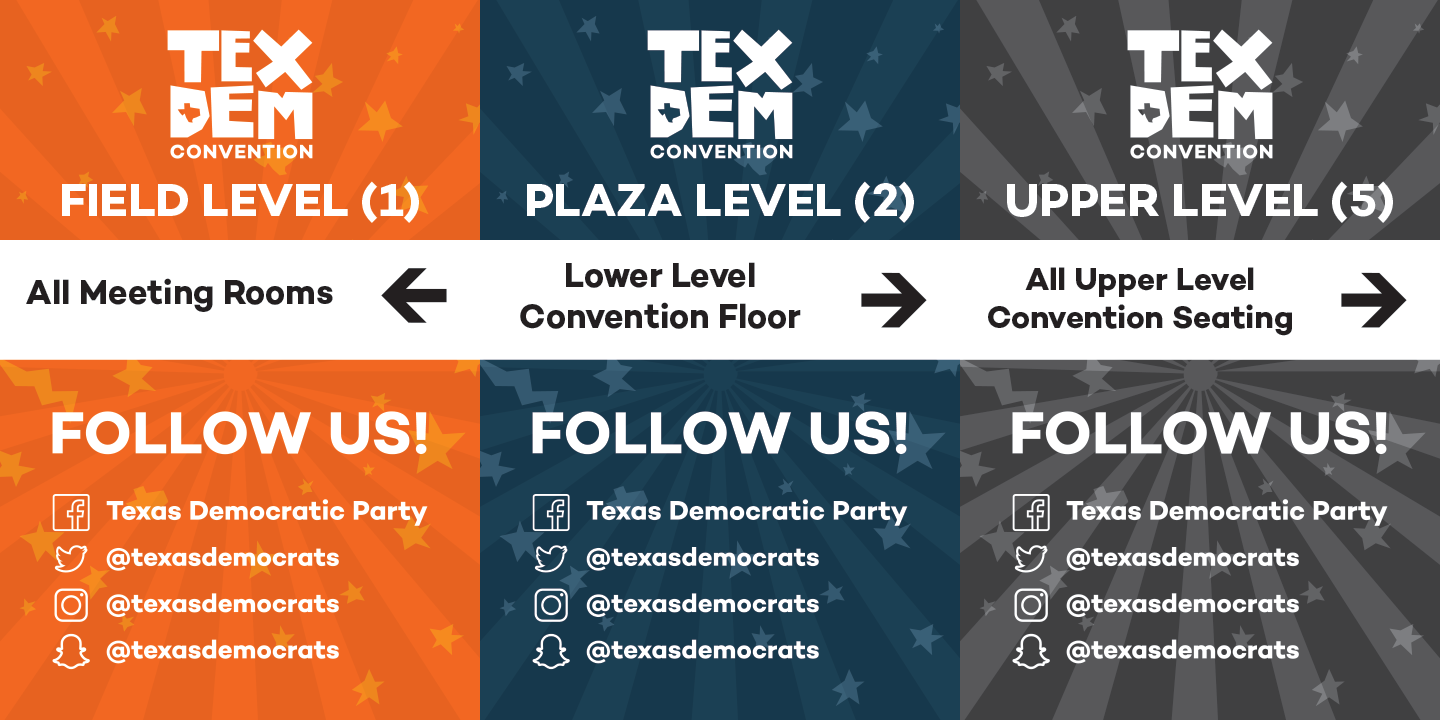 TEX
DEM
CONVENTION
FIELD LEVEL (1)
All Meeting Rooms
FOLLOW US!
Texas Democratic Party
@texasdemocrats
@texasdemocrats
@texasdemocrats
TEX
DEM
CONVENTION
PLAZA LEVEL (2)
Lower Level
Convention Floor
FOLLOW US!
Texas Democratic Party
@texasdemocrats
@texasdemocrats
@texasdemocrats
TEX
DEM
CONVENTION
UPPER LEVEL (5)
All Upper Level
Convention Seating
FOLLOW US!
Texas Democratic Party
@texasdemocrats
@texasdemocrats
@texasdemocrats